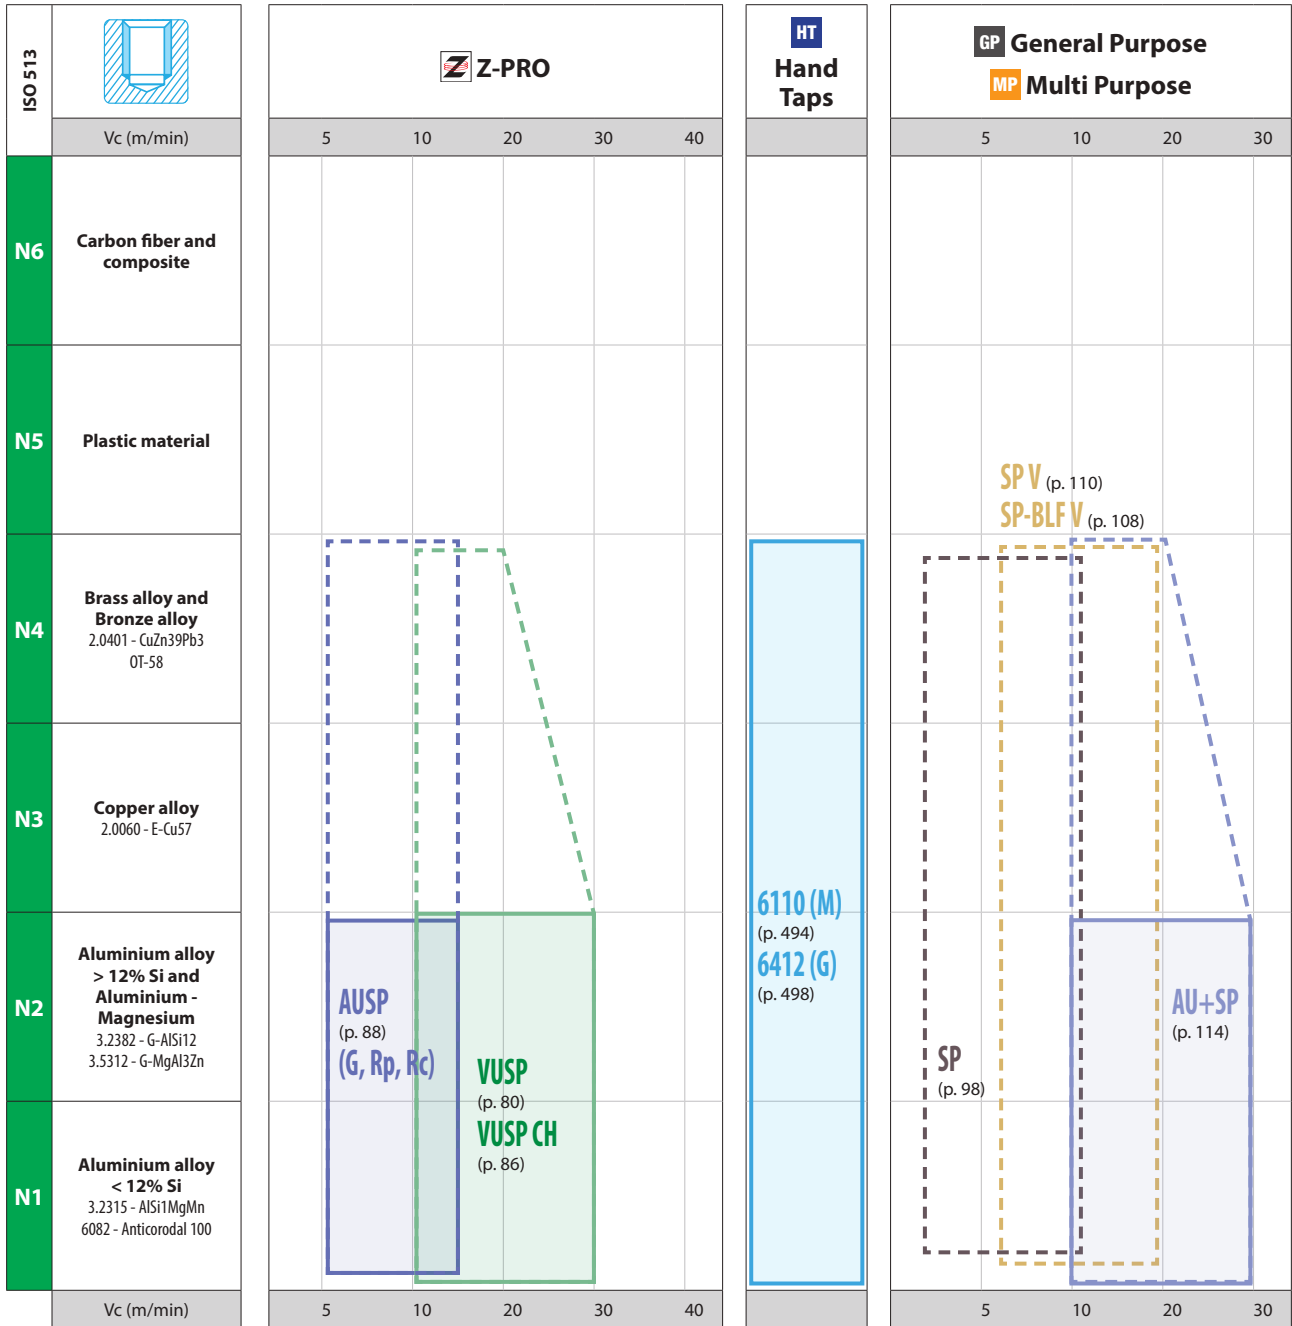 ISO 513
Z-PRO
HT
Hand
Taps
GP General Purpose
MP Multi Purpose
Vc (m/min)
5 10 20 30 40
5 10 20 30
N6
Carbon fiber and
composite
N5
Plastic material
SP V (p. 110)
SP-BLF V (p. 108)
N4
Brass alloy and
Bronze alloy
2.0401 - CuZn39Pb3
OT-58
N3
Copper alloy
2.0060 - E-Cu57
6110 (M)
(p. 494)
6412 (G)
(p. 498)
N2
Aluminium alloy
> 12% Si and
Aluminium -
Magnesium
3.2382 - G-AlSi12
3.5312 - G-MgAl3Zn
AUSP
(p. 88)
(G, Rp, Rc)
VUSP
(p. 80)
VUSP CH
(p. 86)
SP
(p. 98)
AU+SP
(p. 114)
N1
Aluminium alloy
< 12% Si
3.2315 - AlSi1MgMn
6082 - Anticorodal 100
Vc (m/min)
5 10 20 30 40
5 10 20 30